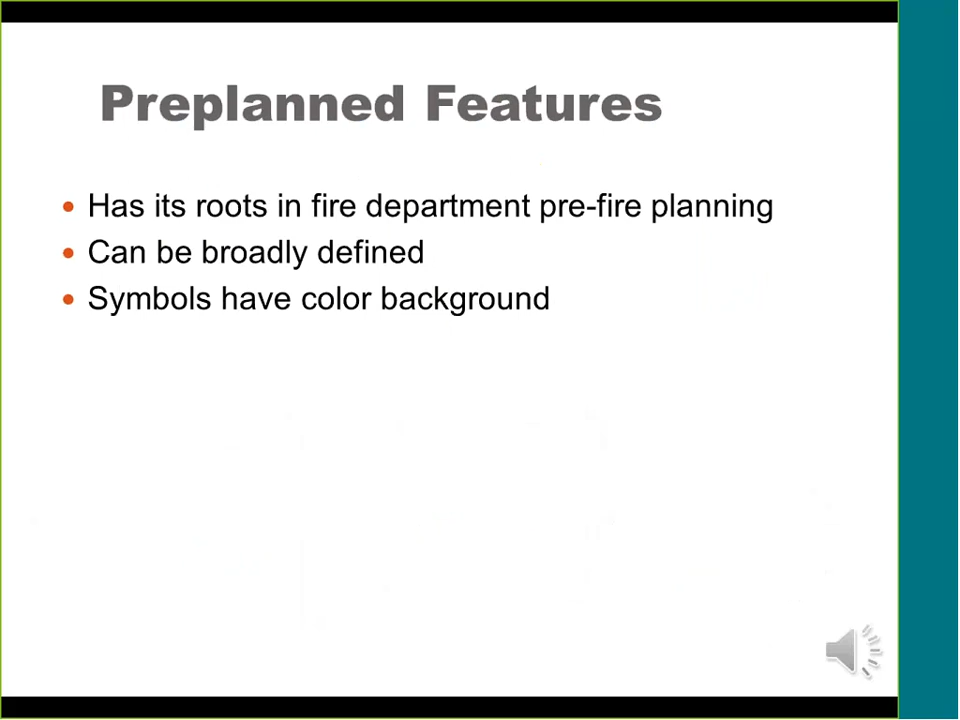 Preplanned Features
Has its roots in fire department pre-fire planning
Can be broadly defined
Symbols have color background